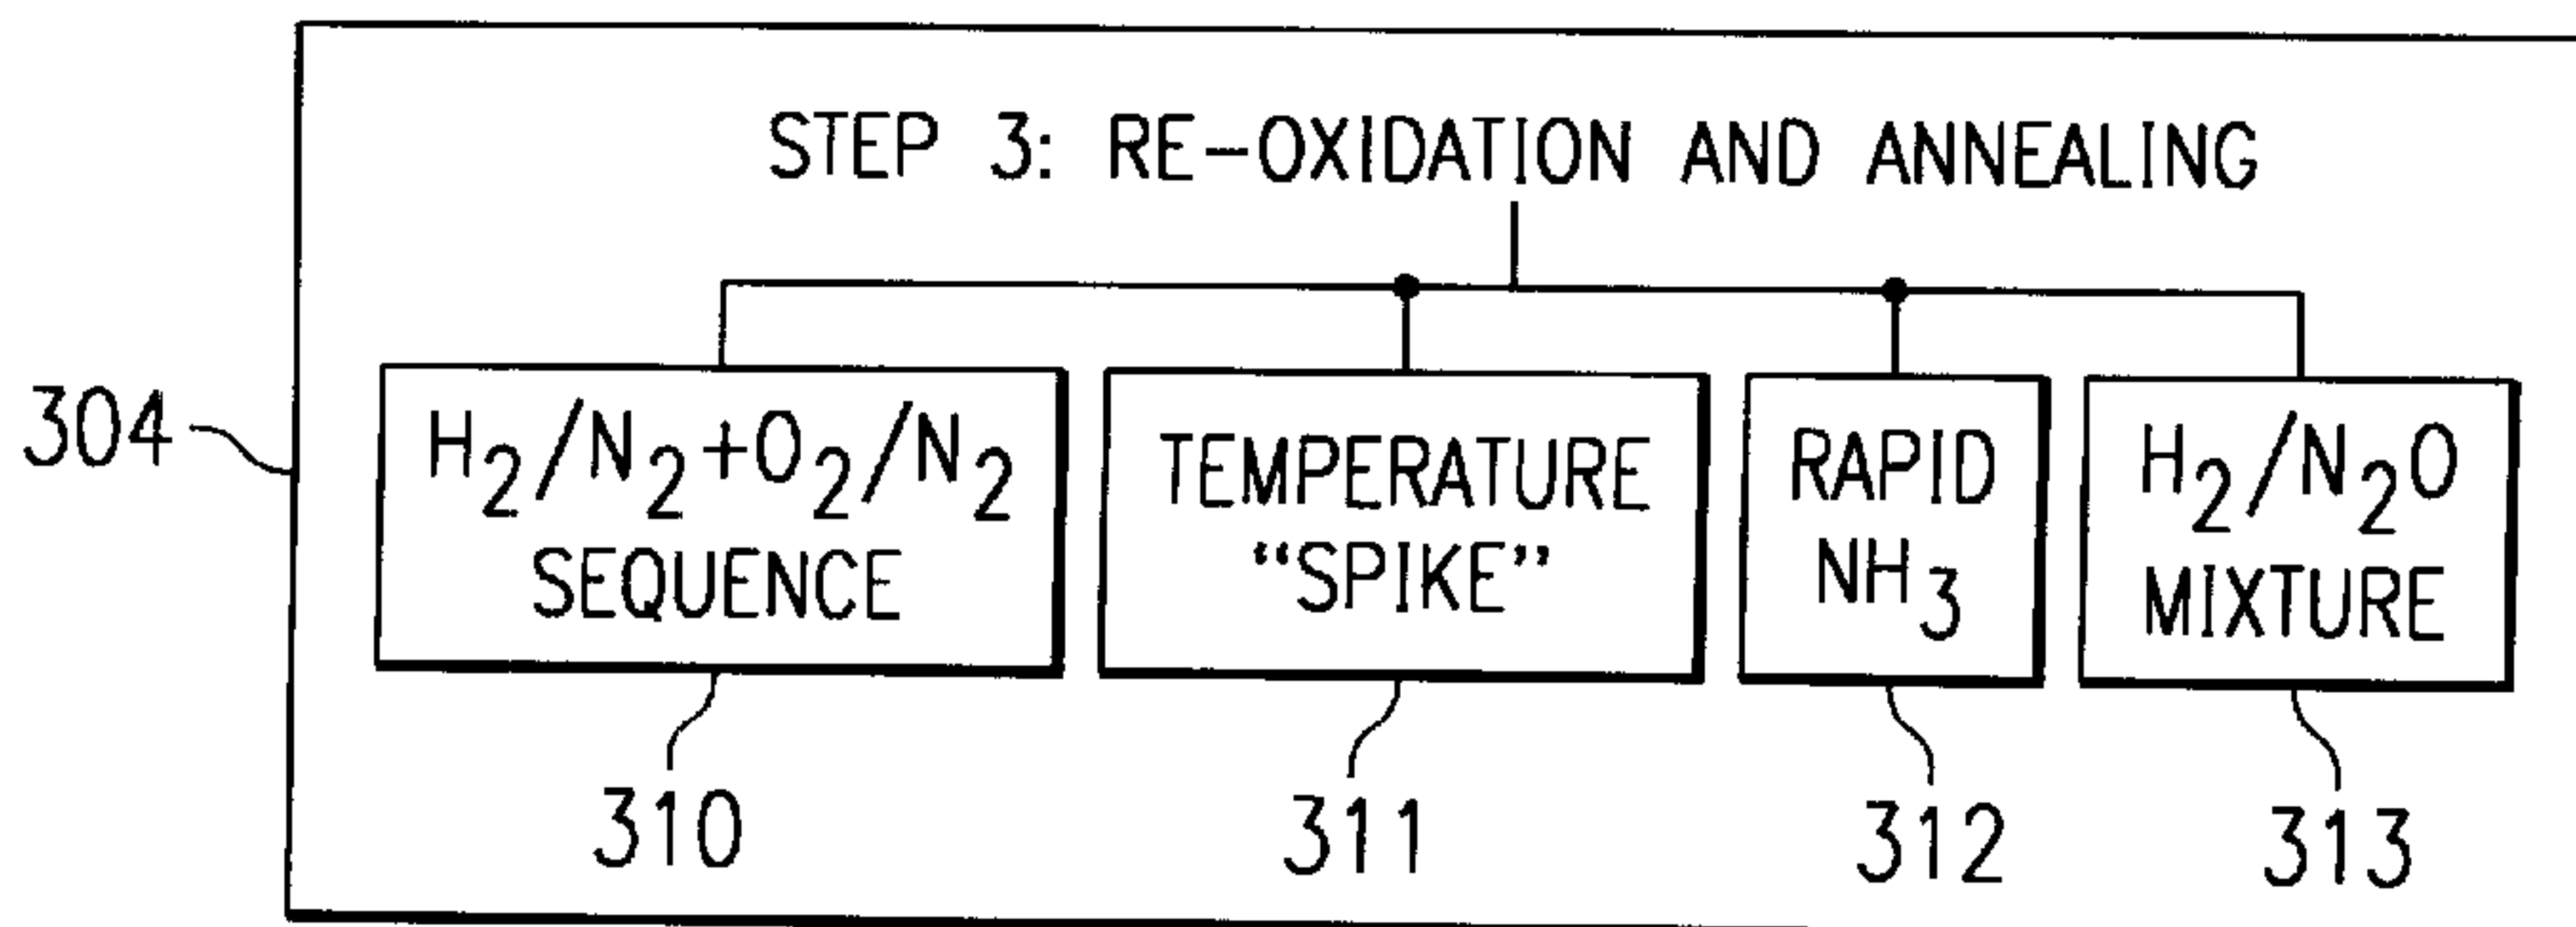 STEP 3: RE-OXIDATION AND ANNEALING
304
H₂/N₂+O₂/N₂
SEQUENCE
TEMPERATURE
“SPIKE”
RAPID
NH₃
H₂/N₂O
MIXTURE
310
311
312
313